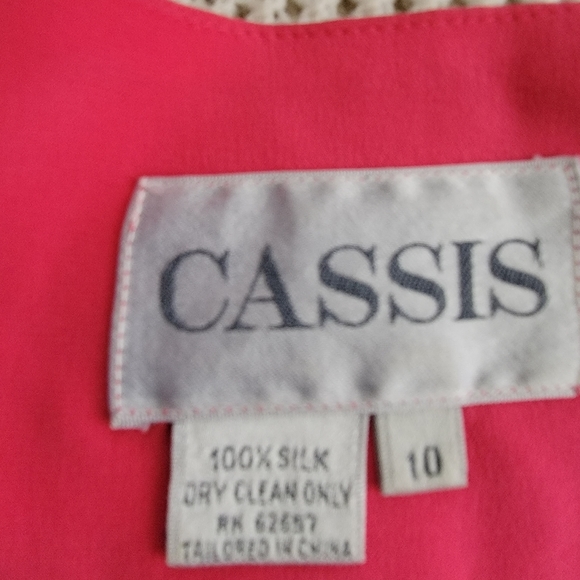 CASSIS
100% SILK
DRY CLEAN ONLY
RN 62657
TAILORED IN CHINA
10